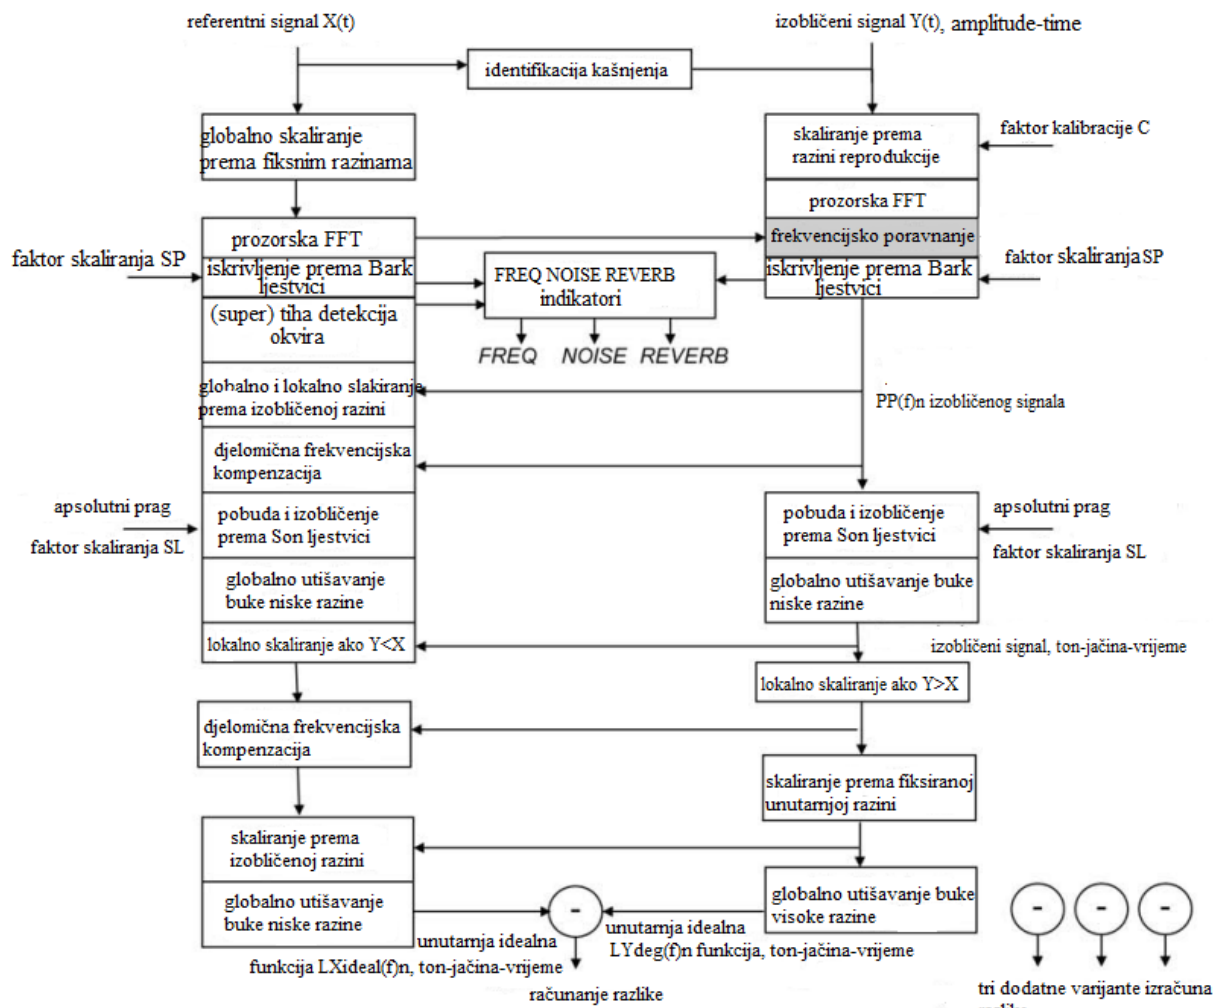 referentni signal X(t)
izobličeni signal Y(t), amplitude-time
identifikacija kašnjenja
globalno skaliranje
prema fiksnim razinama
skaliranje prema
razini reprodukcije
faktor kalibracije C
prozorska FFT
prozorska FFT
frekvencijsko poravnanje
faktor skaliranja SP
iskrivljenje prema Bark
ljestvici
FREQ NOISE REVERB
indikatori
iskrivljenje prema Bark
ljestvici
faktor skaliranja SP
(super) tiha detekcija
okvira
FREQ NOISE REVERB
globalno i lokalno slakiranje
prema izobličenoj razini
PP(f)n izobličenog signala
djelomična frekvencijska
kompenzacija
apsolutni prag
faktor skaliranja SL
pobuda i izobličenje
prema Son ljestvici
pobuda i izobličenje
prema Son ljestvici
apsolutni prag
faktor skaliranja SL
globalno utišavanje
buke niske razine
globalno utišavanje buke
niske razine
lokalno skaliranje ako Y<X
izobličeni signal, ton-jačina-vrijeme
lokalno skaliranje ako Y>X
djelomična frekvencijska
kompenzacija
skaliranje prema fiksiranoj
unutarnjoj razini
skaliranje prema
izobličenoj razini
globalno utišavanje
buke niske razine
globalno utišavanje buke
visoke razine
-
- - -
unutarnja idealna
funkcija LXideal(f)n, ton-jačina-vrijeme
unutarnja idealna
LYdeg(f)n funkcija, ton-jačina-vrijeme
računanje razlike
tri dodatne varijante izračuna